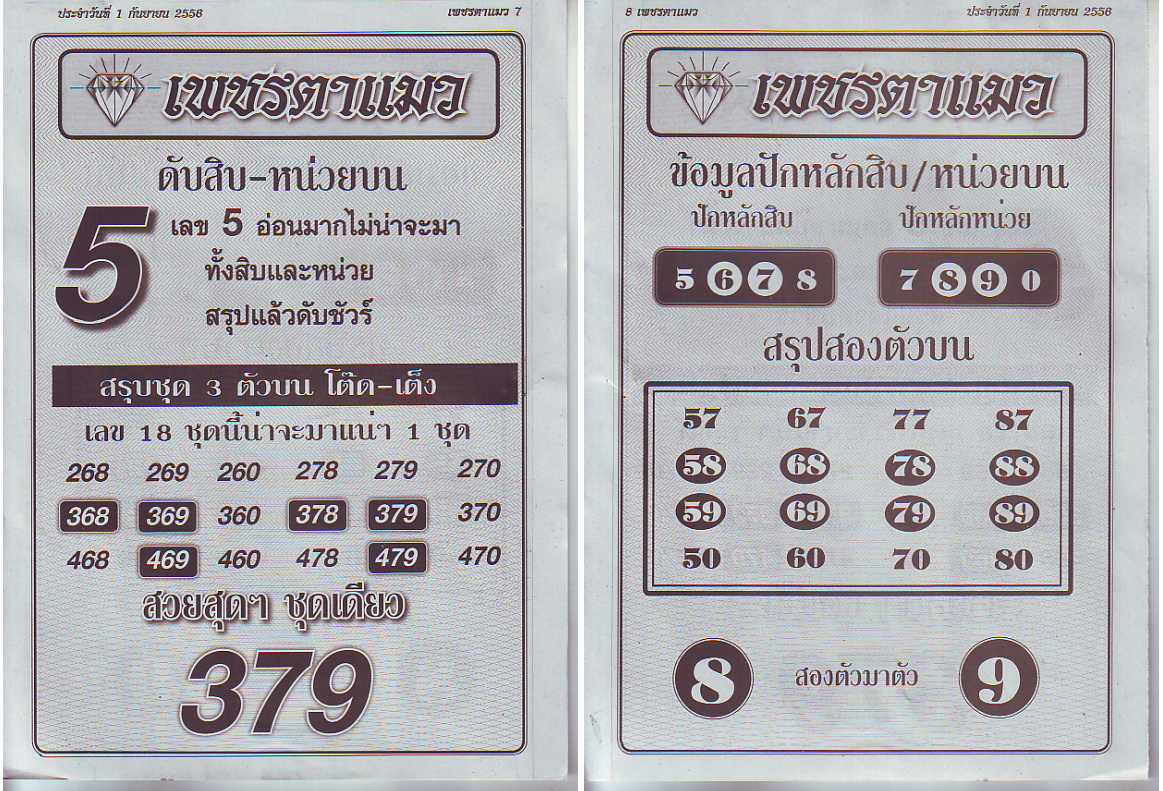 ประจำวันที่ 1 กันยายน 2556
เพชรตาแมว 7
เพชรตาแมว
ดับสิบ-หน่วยบน
5
เลข 5 อ่อนมากไม่น่าจะมา
ทั้งสิบและหน่วย
สรุปแล้วดับชัวร์
สรุบชุด 3 ตัวบน โต๊ด-เต็ง
เลข 18 ชุดนี้น่าจะมาแน่ๆ 1 ชุด
268 269 260 278 279 270
368 369 360 378 379 370
468 469 460 478 479 470
สวยสุดๆ ชุดเดียว
379
8 เพชรตาแมว
ประจำวันที่ 1 กันยายน 2556
เพชรตาแมว
ข้อมูลปักหลักสิบ/หน่วยบน
ปักหลักสิบ ปักหลักหน่วย
5 6 7 8 7 8 9 0
สรุปสองตัวบน
57 67 77 87
58 68 78 88
59 69 79 89
50 60 70 80
8 สองตัวมาตัว 9